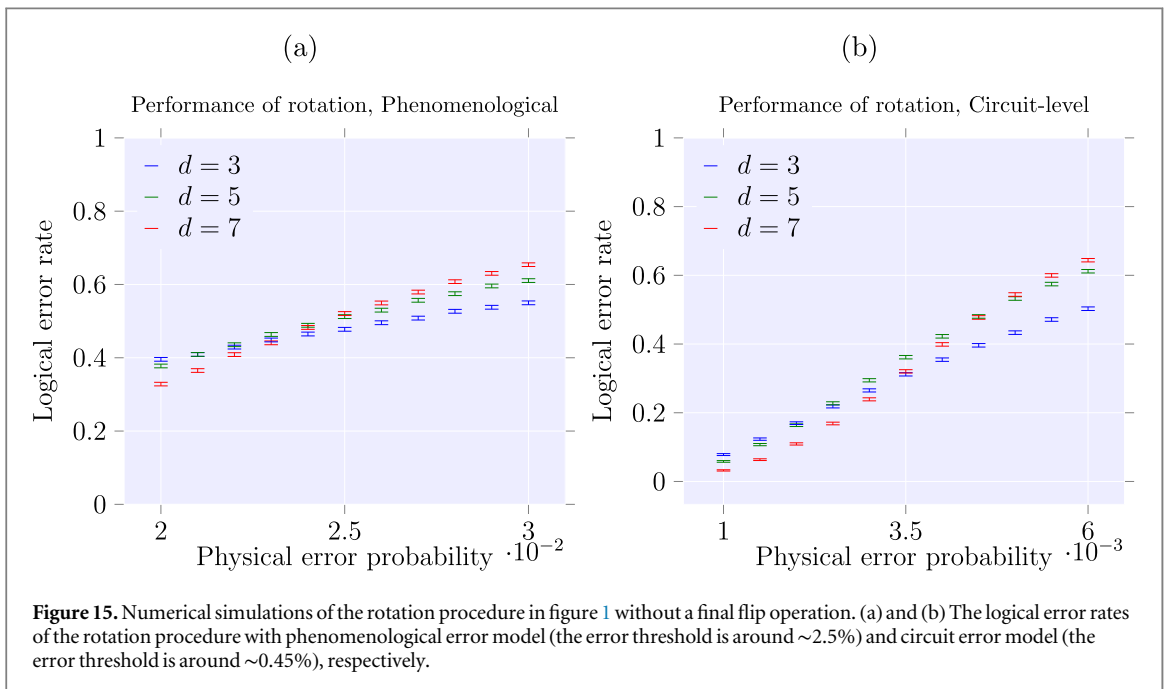 (a)
Performance of rotation, Phenomenological
Logical error rate
1
0.8
0.6
0.4
0.2
0
d = 3
d = 5
d = 7
2
2.5
3
Physical error probability ·10−2
(b)
Performance of rotation, Circuit-level
Logical error rate
1
0.8
0.6
0.4
0.2
0
d = 3
d = 5
d = 7
1
3.5
6
Physical error probability ·10−3
Figure 15. Numerical simulations of the rotation procedure in figure 1 without a final flip operation. (a) and (b) The logical error rates
of the rotation procedure with phenomenological error model (the error threshold is around ∼2.5%) and circuit error model (the
error threshold is around ∼0.45%), respectively.